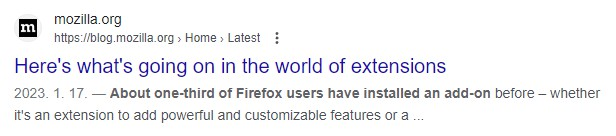 m
mozilla.org
https://blog.mozilla.org › Home › Latest
Here's what's going on in the world of extensions
2023. 1. 17. — About one-third of Firefox users have installed an add-on before – whether
it's an extension to add powerful and customizable features or a ...